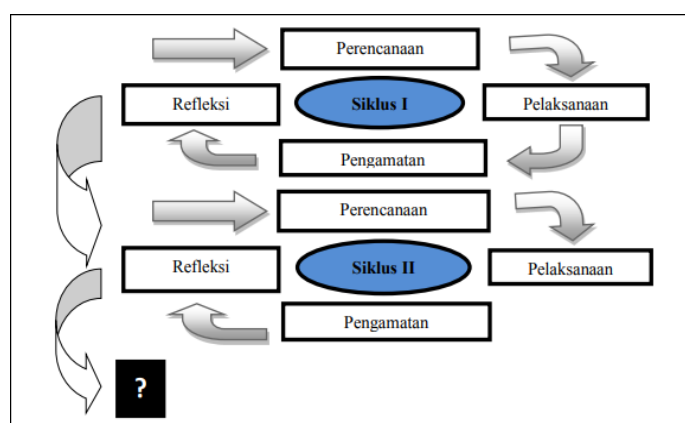 Perencanaan
Refleksi
Siklus I
Pelaksanaan
Pengamatan
Perencanaan
Refleksi
Siklus II
Pelaksanaan
Pengamatan
?